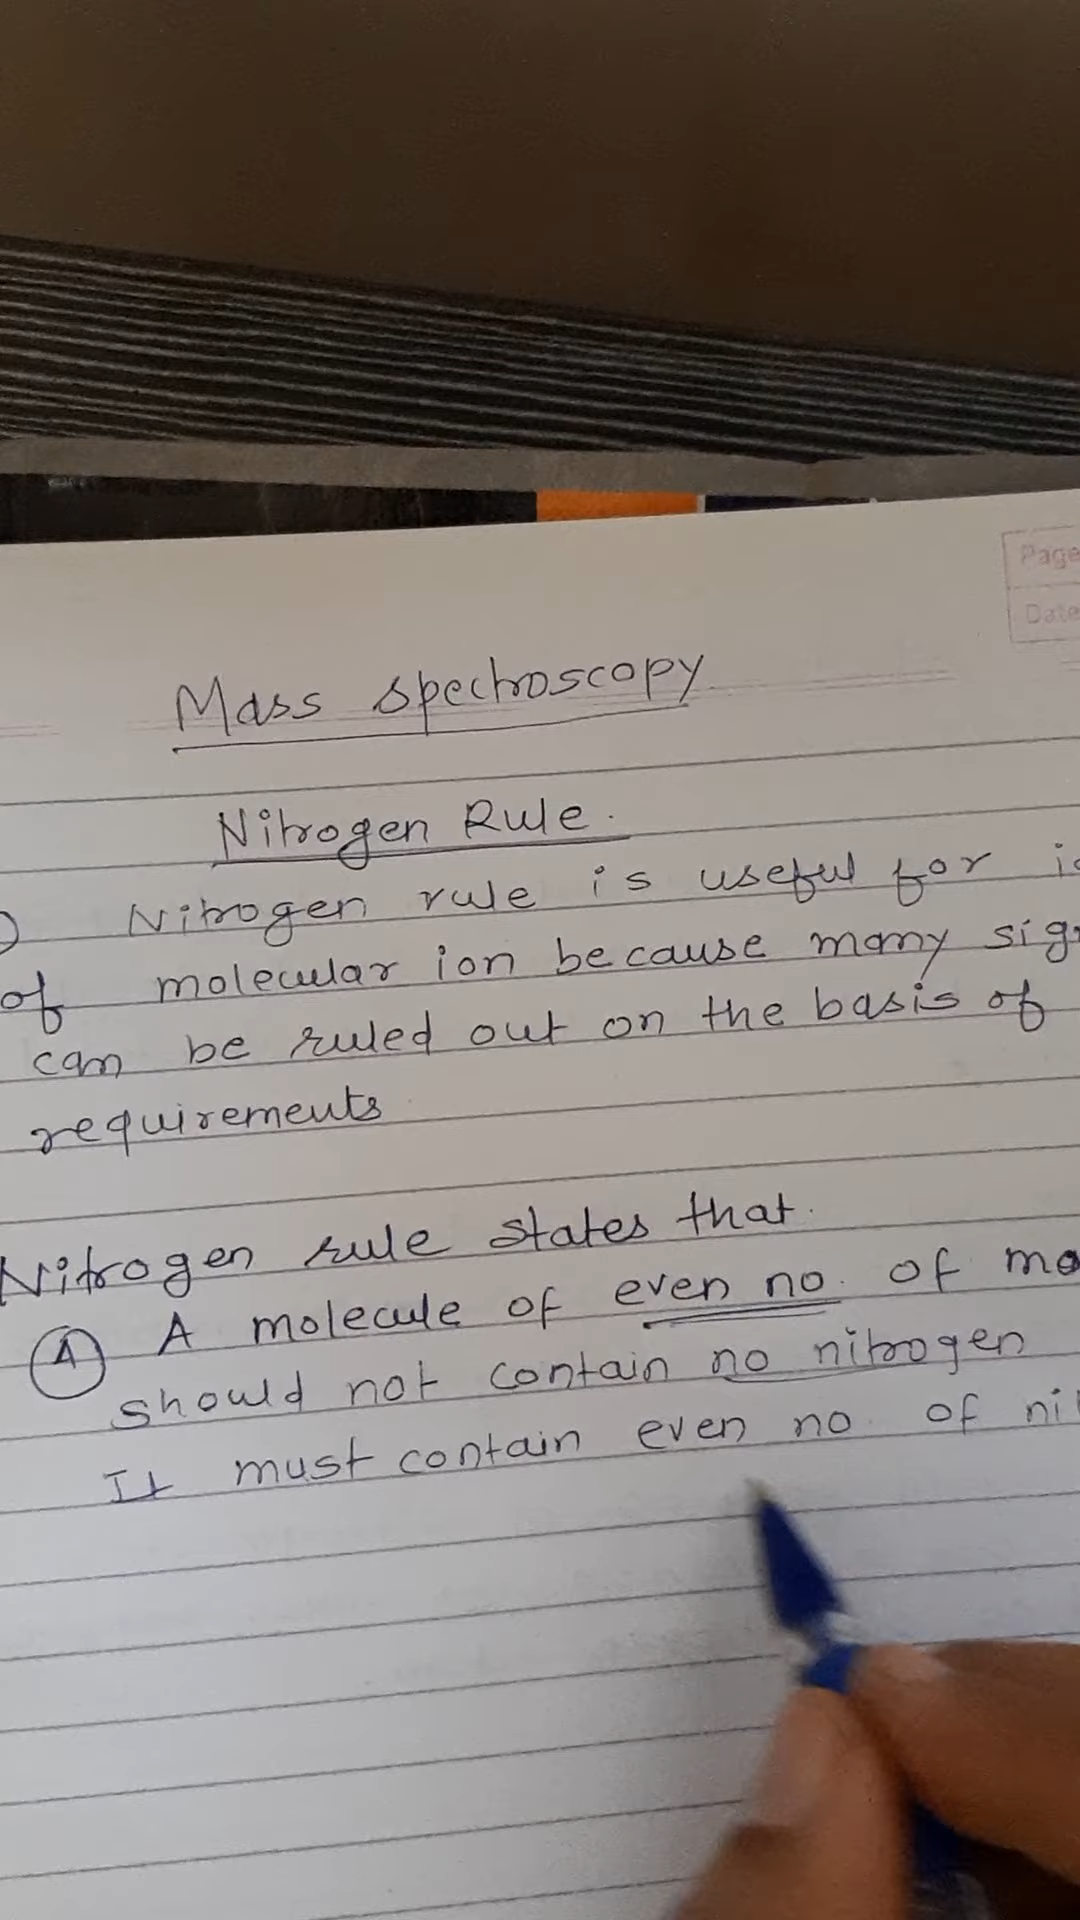 Page
Date
Mass spectroscopy
Nitrogen Rule.
Nitrogen rule is useful for
of molecular ion because many
can be ruled out on the basis of
requirements
Nitrogen rule states that.
A A molecule of even no. of
should not contain no nitrogen
It must contain even no. of